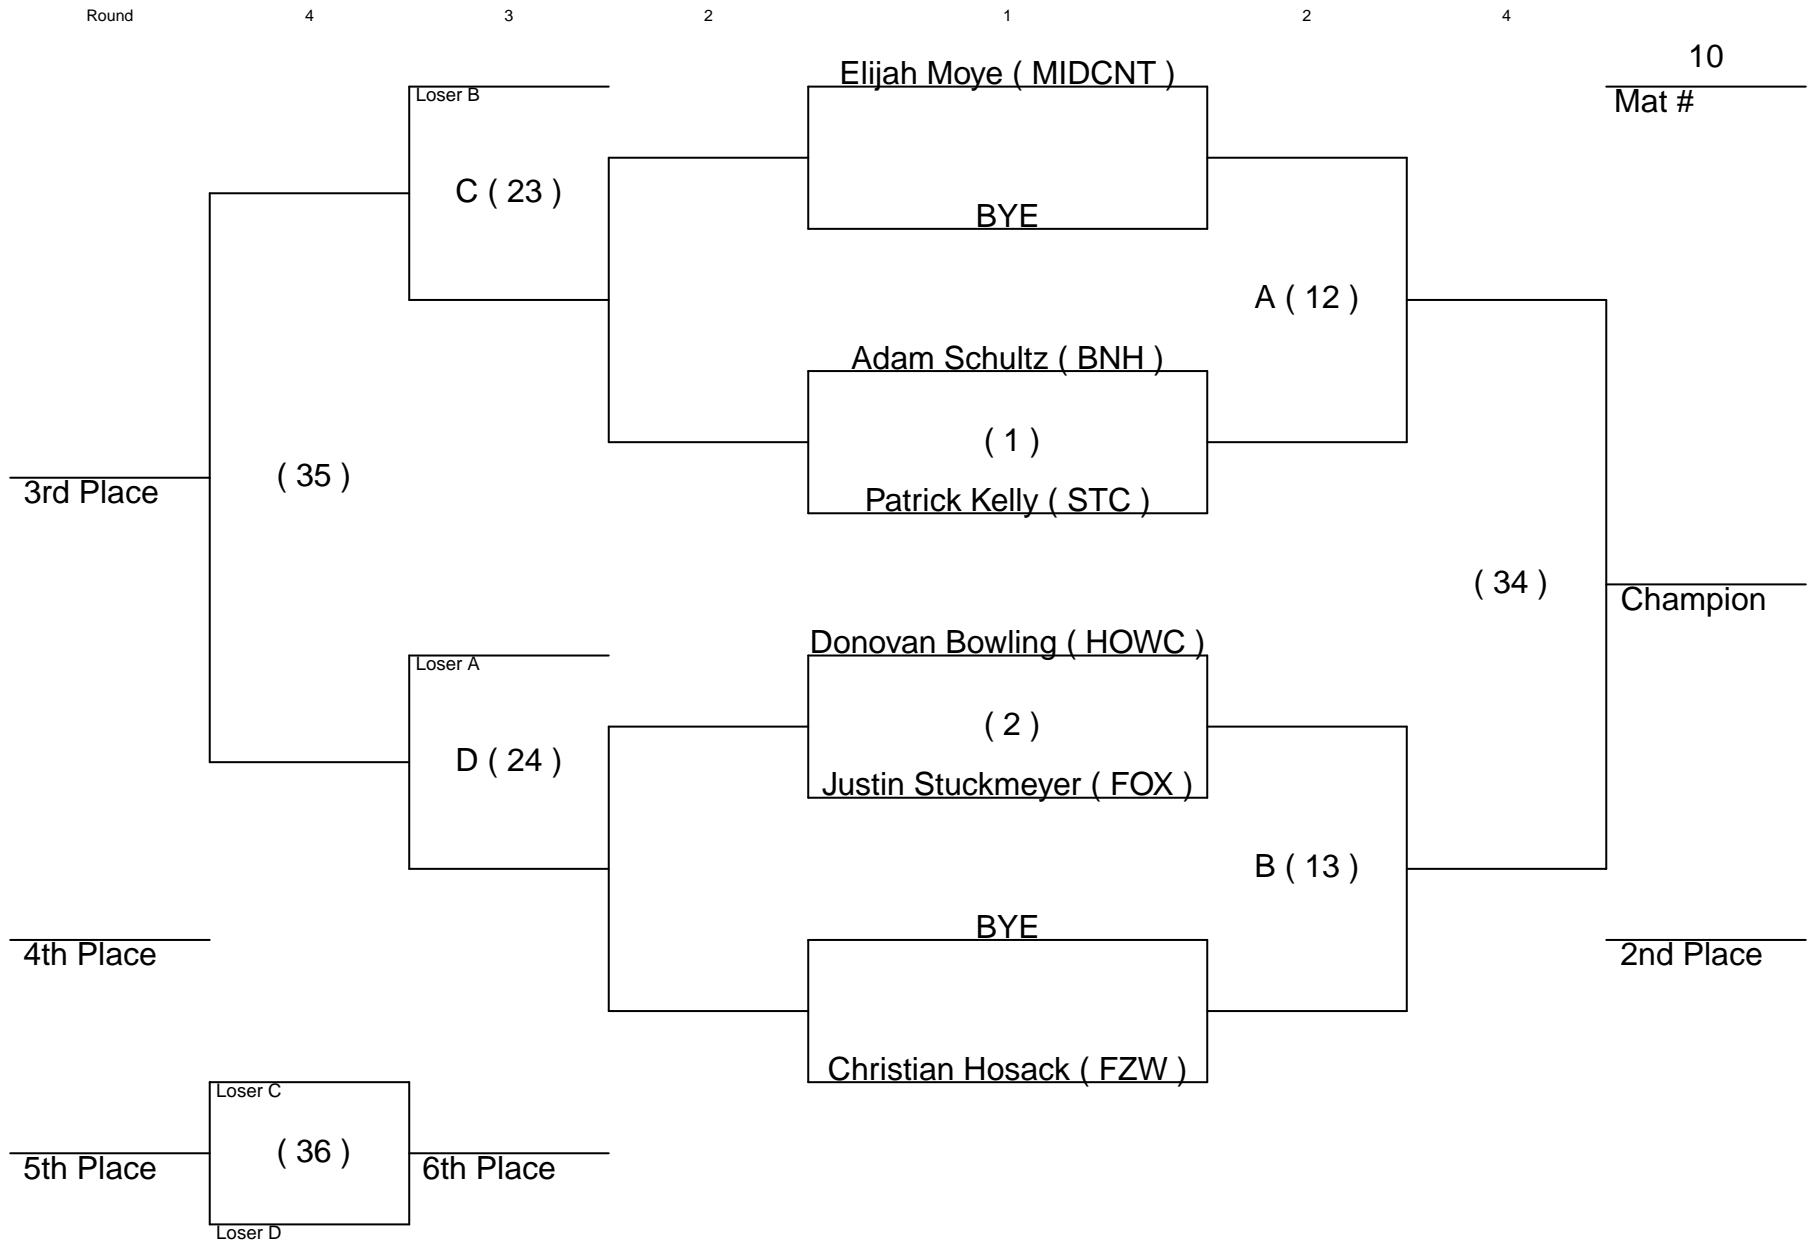 Round 4 3 2 1 2 4
10
Mat #
Elijah Moye ( MIDCNT )
Loser B
C ( 23 )
BYE
A ( 12 )
Adam Schultz ( BNH )
( 1 )
Patrick Kelly ( STC )
( 35 )
3rd Place
( 34 )
Champion
Donovan Bowling ( HOWC )
Loser A
( 2 )
D ( 24 )
Justin Stuckmeyer ( FOX )
B ( 13 )
BYE
4th Place
2nd Place
Christian Hosack ( FZW )
Loser C
( 36 )
5th Place
6th Place
Loser D